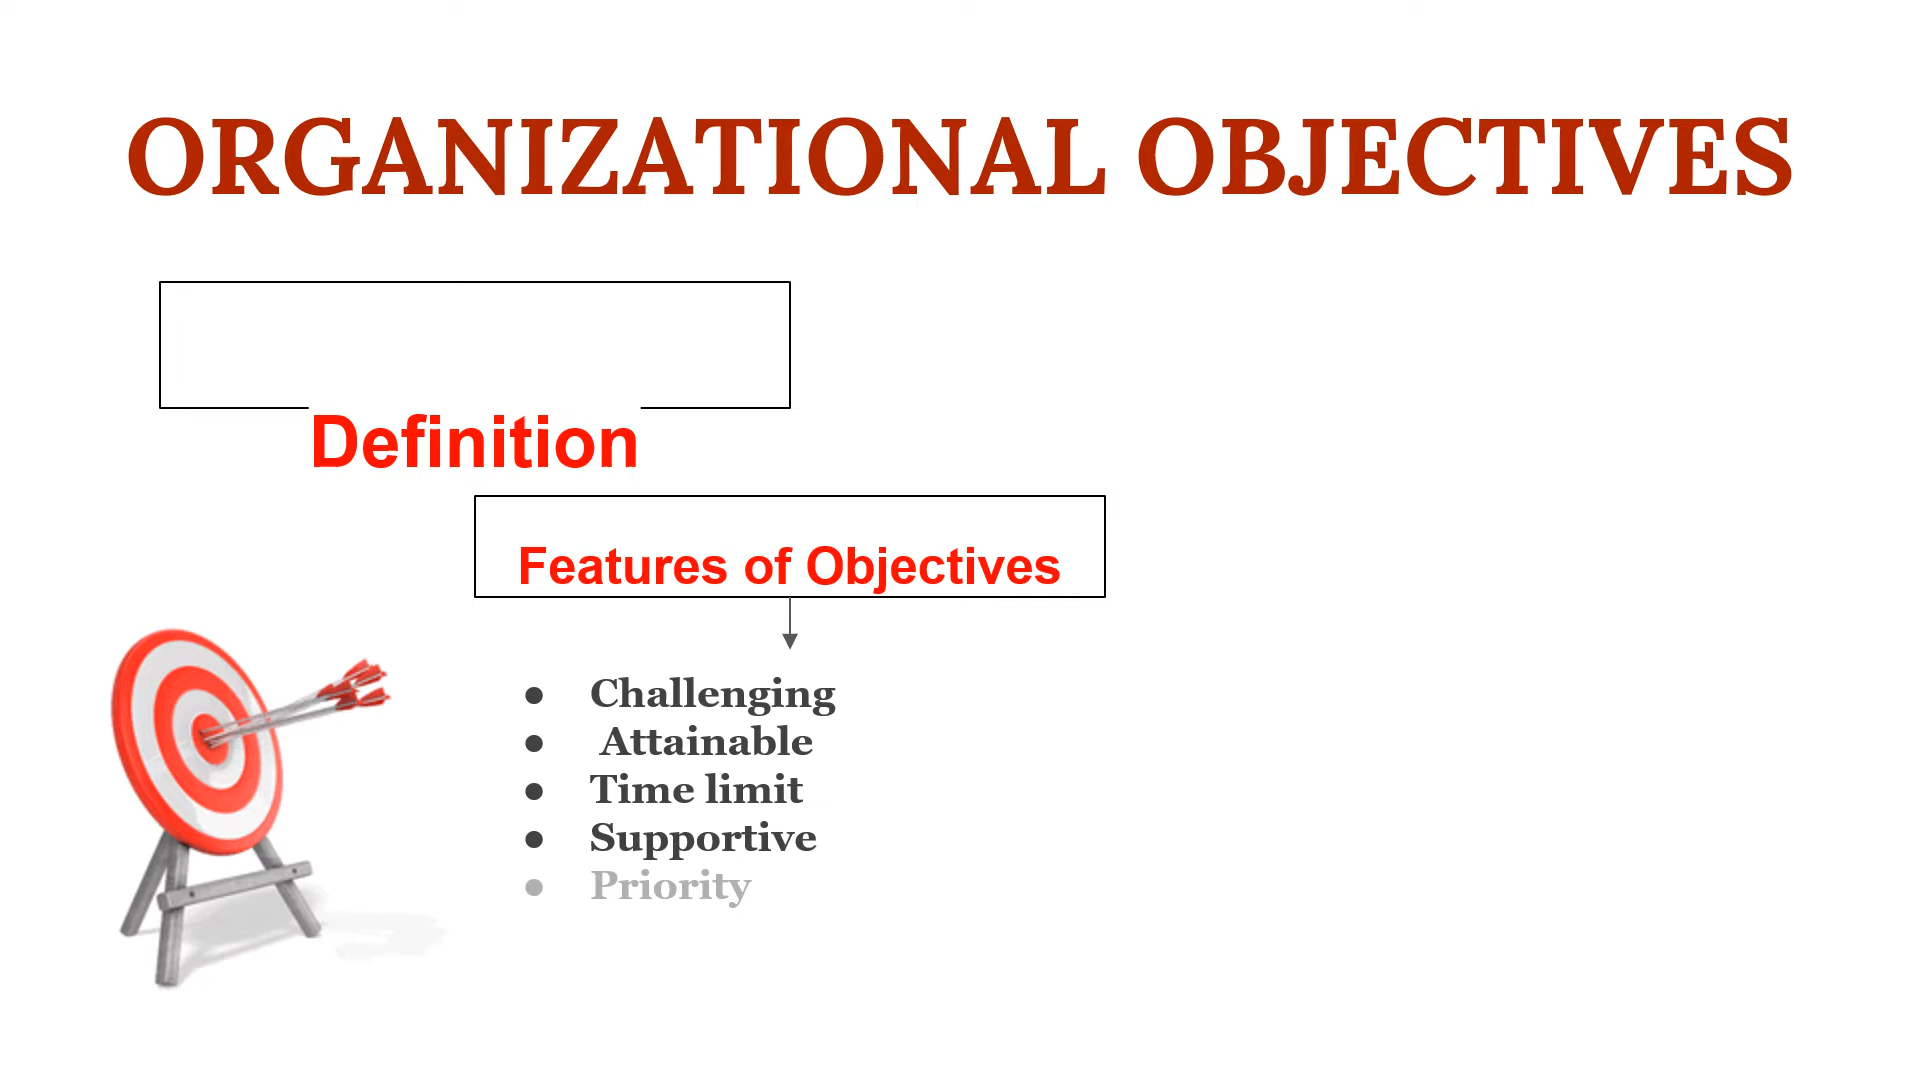 ORGANIZATIONAL OBJECTIVES
Definition
Features of Objectives
● Challenging
● Attainable
● Time limit
● Supportive
● Priority